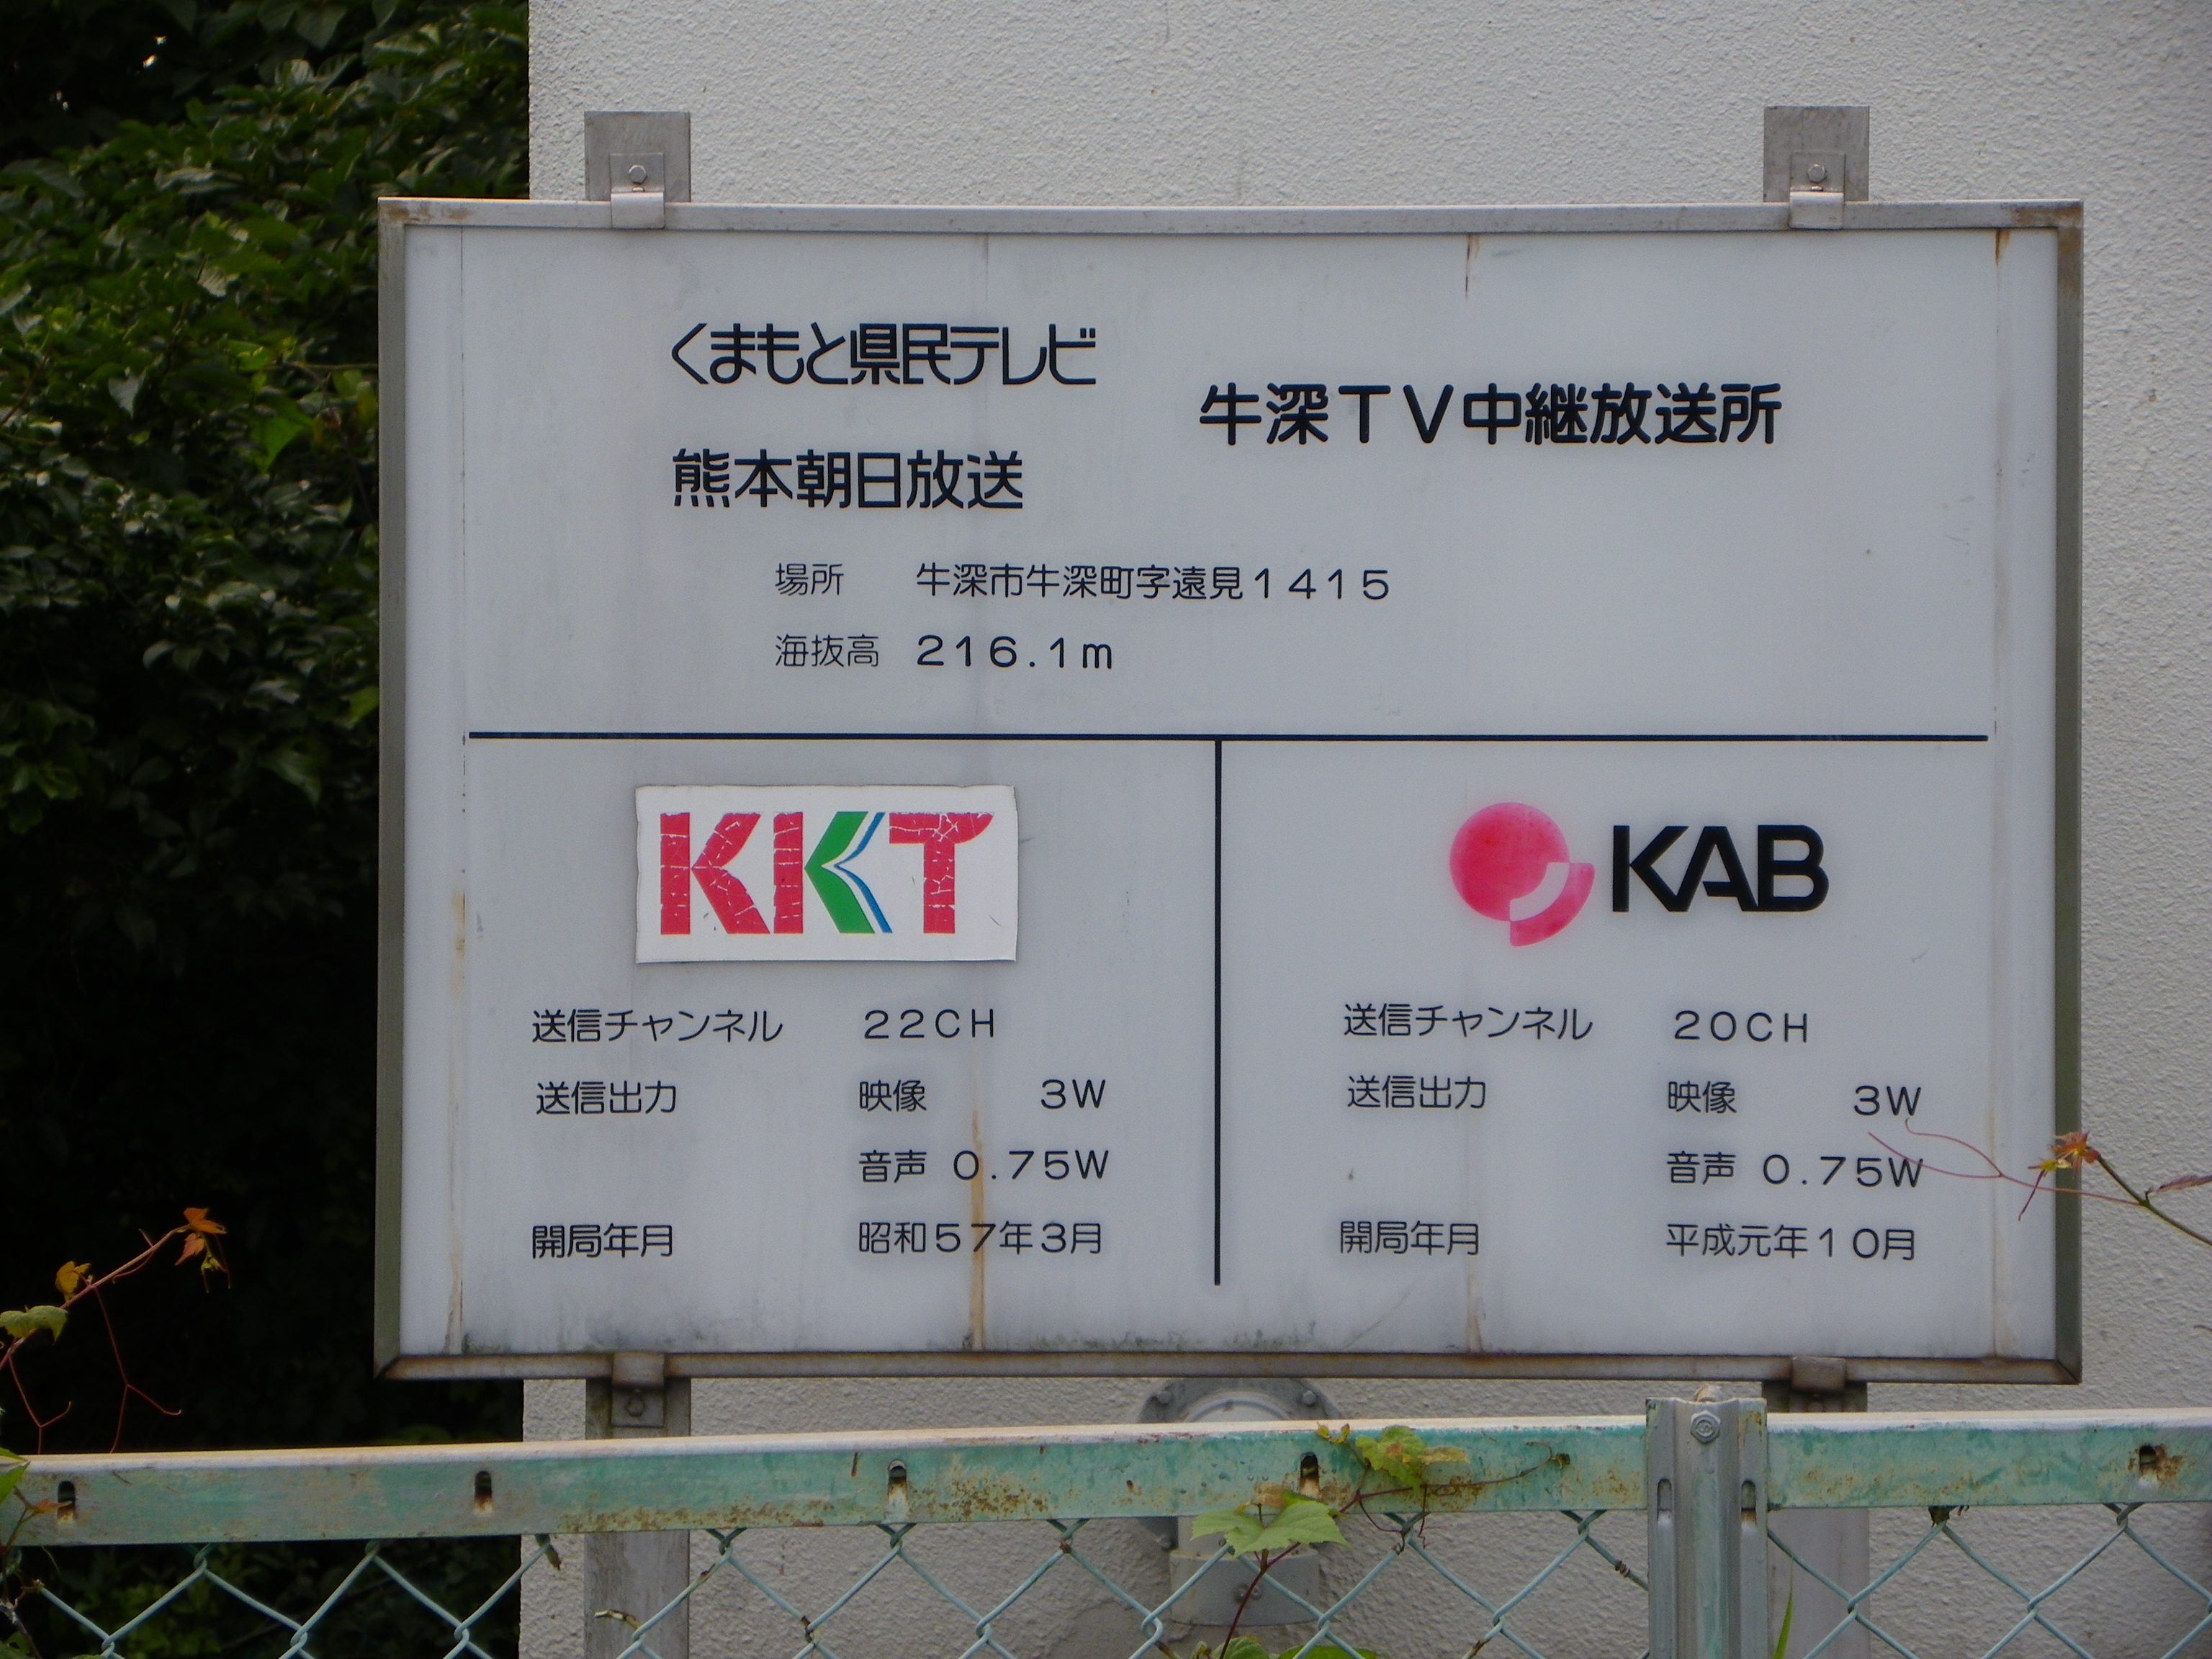 くまもと県民テレビ
熊本朝日放送
牛深TV中継放送所
場所 牛深市牛深町字遠見1415
海抜高 216.1m
KKT
送信チャンネル 22CH
送信出力 映像 3W
音声 0.75W
開局年月 昭和57年3月
KAB
送信チャンネル 20CH
送信出力 映像 3W
音声 0.75W
開局年月 平成元年10月